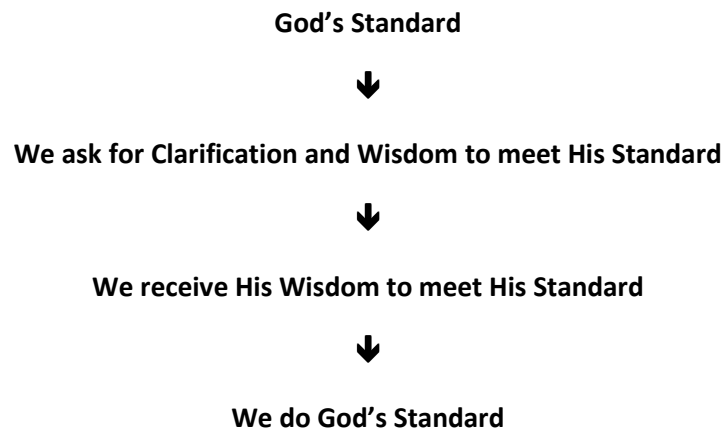 God’s Standard
🡻
We ask for Clarification and Wisdom to meet His Standard
🡻
We receive His Wisdom to meet His Standard
🡻
We do God’s Standard